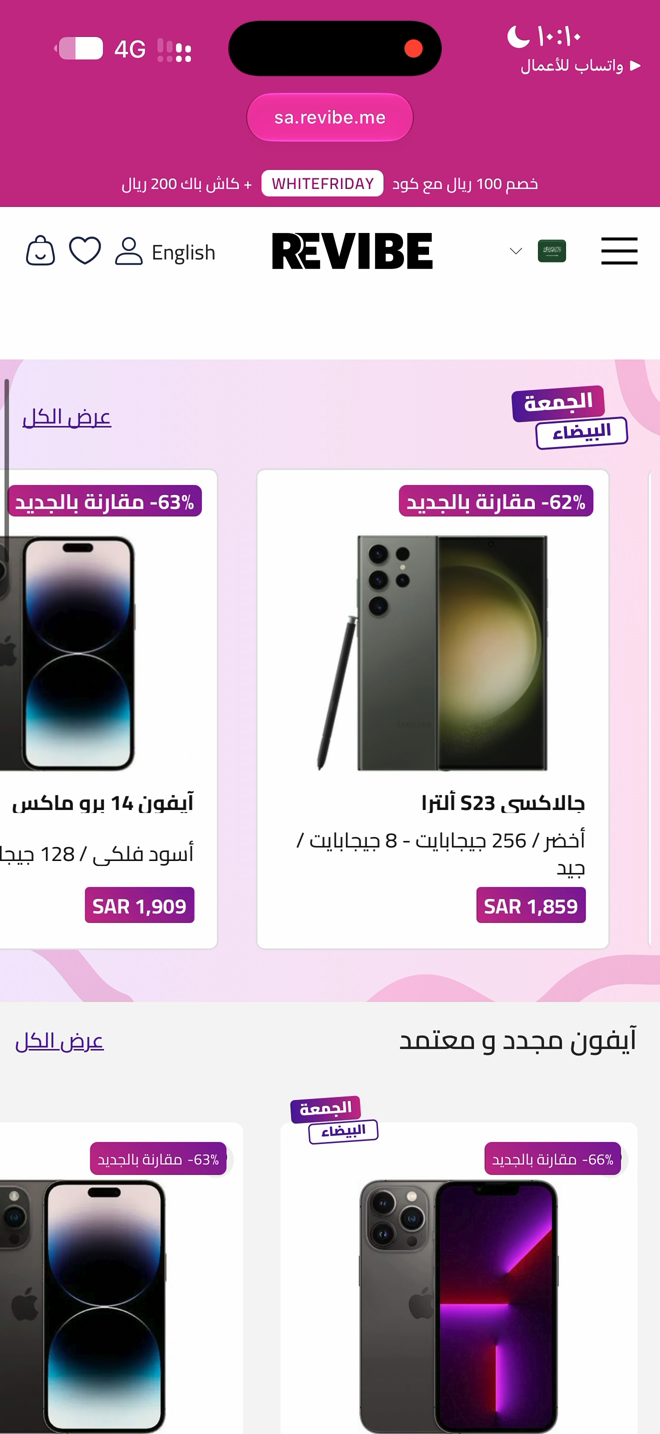 ١٠:١٠
4G
◀ واتساب للأعمال
sa.revibe.me
خصم 100 ريال مع كود WHITEFRIDAY + كاش باك 200 ريال
REVIBE
English
الجمعة
البيضاء
عرض الكل
-62% مقارنة بالجديد
جالاكسي S23 ألترا
أخضر / 256 جيجابايت - 8 جيجابايت /
جيد
SAR 1,859
-63% مقارنة بالجديد
آيفون 14 برو ماكس
أسود فلكي / 128
SAR 1,909
آيفون مجدد و معتمد
عرض الكل
الجمعة
البيضاء
-66% مقارنة بالجديد
-63% مقارنة بالجديد